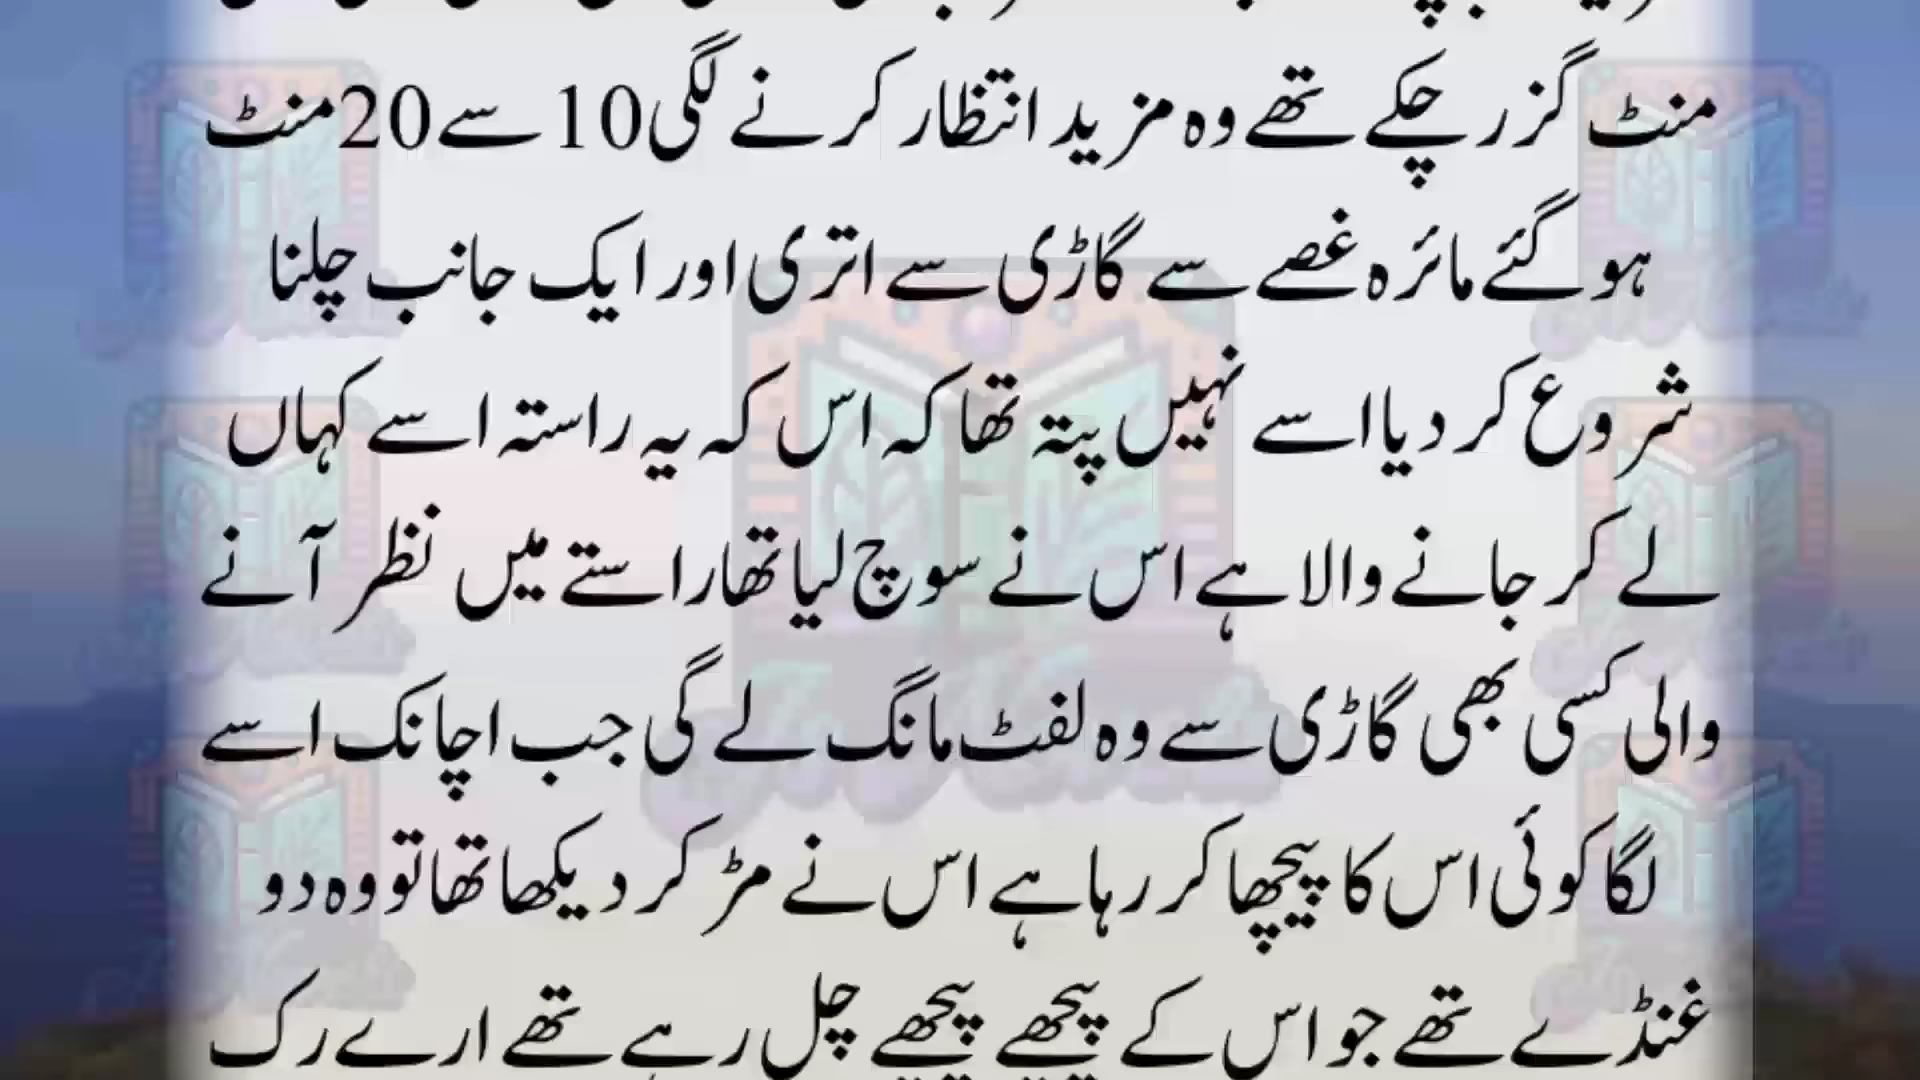 منٹ گزر چکے تھے وہ مزید انتظار کرنے لگی 10 سے 20 منٹ
ہو گئے مائرہ غصے سے گاڑی سے اتری اور ایک جانب چلنا
شروع کر دیا اسے نہیں پتہ تھا کہ اس کہ یہ راستہ اسے کہاں
لے کر جانے والا ہے اس نے سوچ لیا تھا راستے میں نظر آنے
والی کسی بھی گاڑی سے وہ لفٹ مانگ لے گی جب اچانک اسے
لگا کوئی اس کا پیچھا کر رہا ہے اس نے مڑ کر دیکھا تھا تو وہ دو
غنڈے تھے جو اس کے پیچھے پیچھے چل رہے تھے ارے رک